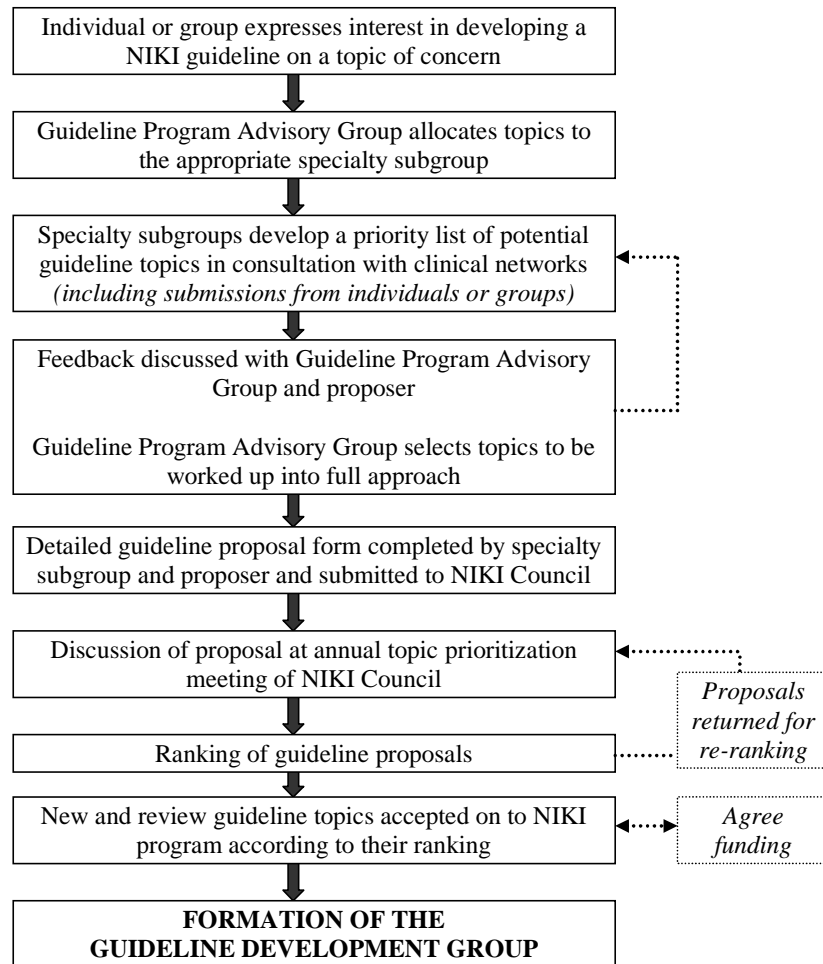 Individual or group expresses interest in developing a
NIKI guideline on a topic of concern
Guideline Program Advisory Group allocates topics to
the appropriate specialty subgroup
Specialty subgroups develop a priority list of potential
guideline topics in consultation with clinical networks
(including submissions from individuals or groups)
Feedback discussed with Guideline Program Advisory
Group and proposer
Guideline Program Advisory Group selects topics to be
worked up into full approach
Detailed guideline proposal form completed by specialty
subgroup and proposer and submitted to NIKI Council
Discussion of proposal at annual topic prioritization
meeting of NIKI Council
Proposals
returned for
re-ranking
Ranking of guideline proposals
New and review guideline topics accepted on to NIKI
program according to their ranking
Agree
funding
FORMATION OF THE
GUIDELINE DEVELOPMENT GROUP